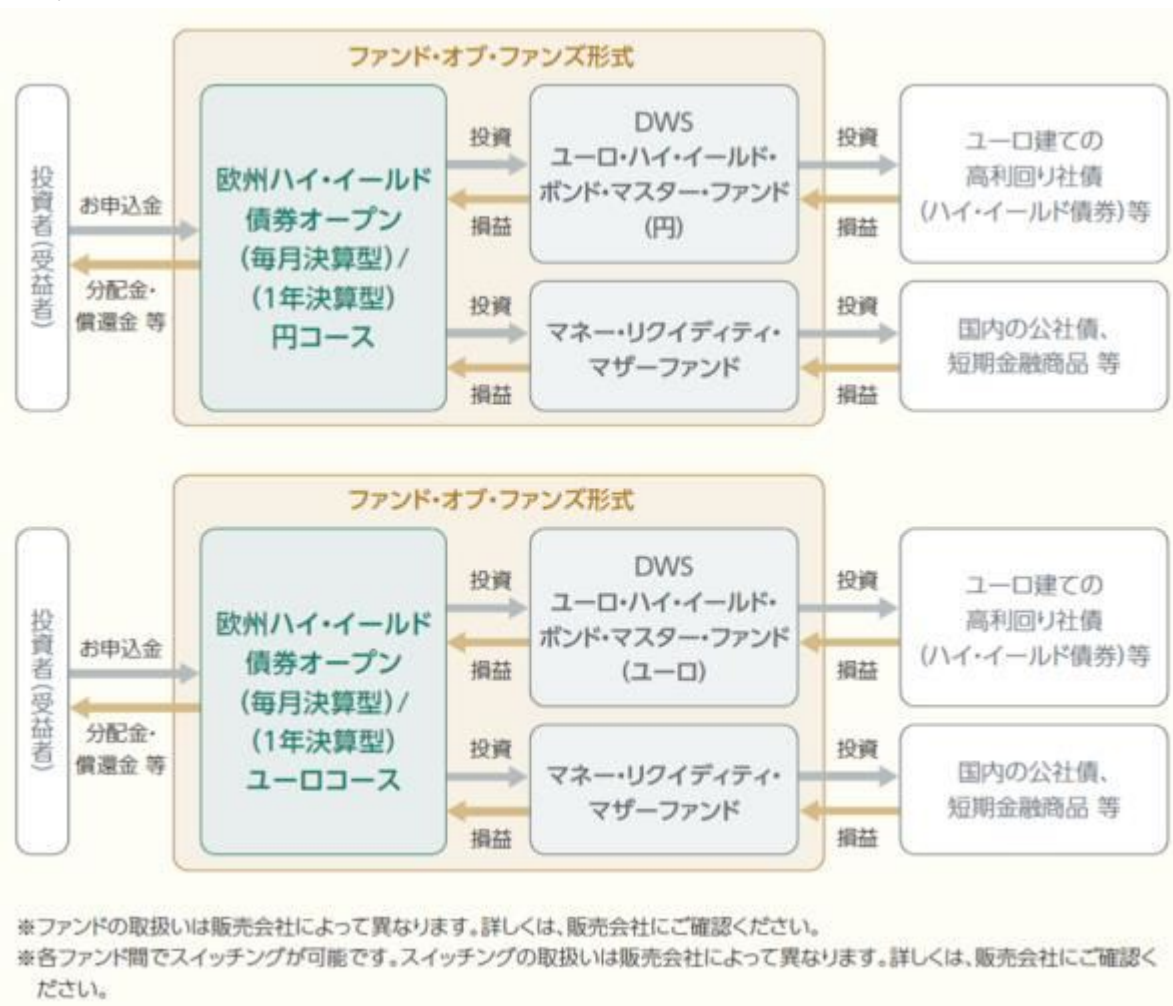 ファンド・オブ・ファンズ形式
投資者(受益者)
お申込金
分配金・
償還金 等
欧州ハイ・イールド
債券オープン
(毎月決算型)/
(1年決算型)
円コース
投資
損益
DWS
ユーロ・ハイ・イールド・
ボンド・マスター・ファンド
(円)
投資
損益
ユーロ建ての
高利回り社債
(ハイ・イールド債券)等
投資
損益
マネー・リクイディティ・
マザーファンド
投資
損益
国内の公社債、
短期金融商品 等
ファンド・オブ・ファンズ形式
投資者(受益者)
お申込金
分配金・
償還金 等
欧州ハイ・イールド
債券オープン
(毎月決算型)/
(1年決算型)
ユーロコース
投資
損益
DWS
ユーロ・ハイ・イールド・
ボンド・マスター・ファンド
(ユーロ)
投資
損益
ユーロ建ての
高利回り社債
(ハイ・イールド債券)等
投資
損益
マネー・リクイディティ・
マザーファンド
投資
損益
国内の公社債、
短期金融商品 等
※ファンドの取扱いは販売会社によって異なります。詳しくは、販売会社にご確認ください。
※各ファンド間でスイッチングが可能です。スイッチングの取扱いは販売会社によって異なります。詳しくは、販売会社にご確認く
ださい。